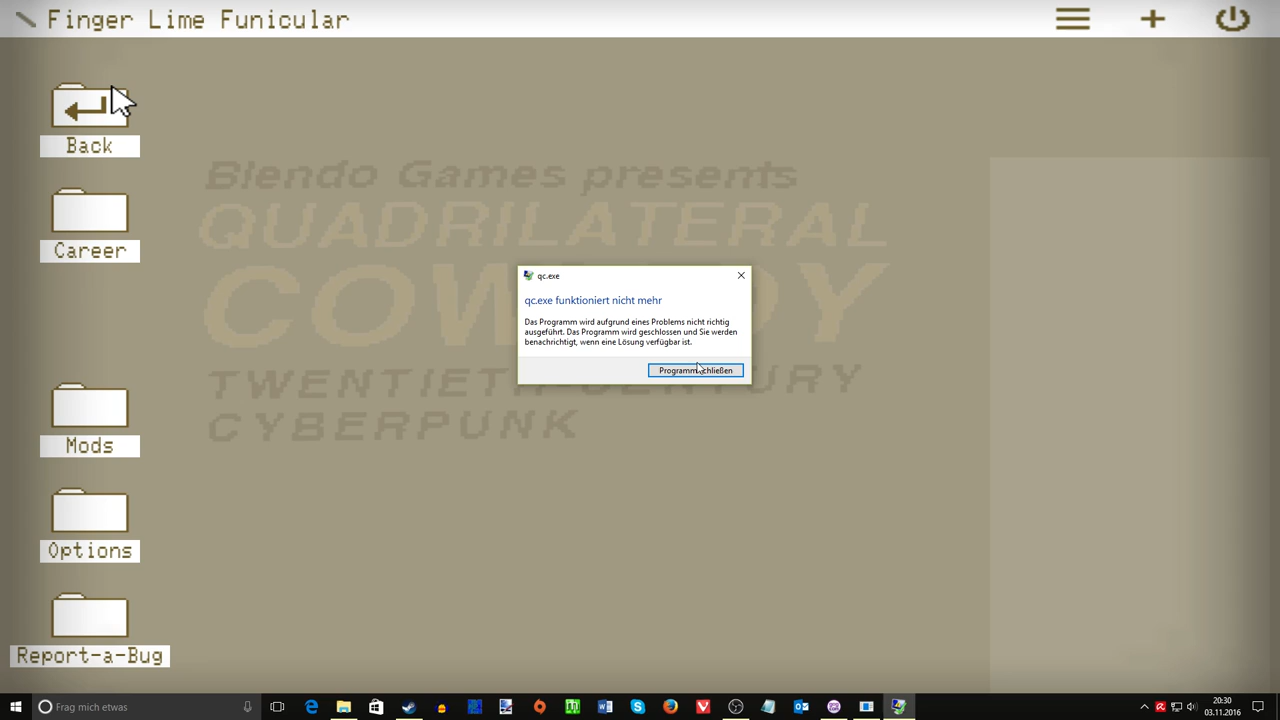 Finger Lime Funicular
Back
Career
Mods
Options
Report-a-Bug
Blendo Games presents
QUADRILATERAL
COW
DY
TWENTIETH CENTURY
CYBERPUNK
qc.exe
qc.exe funktioniert nicht mehr
Das Programm wird aufgrund eines Problems nicht richtig
ausgeführt. Das Programm wird geschlossen und Sie werden
benachrichtigt, wenn eine Lösung verfügbar ist.
Programm schließen
Frag mich etwas
20:30
03.11.2016